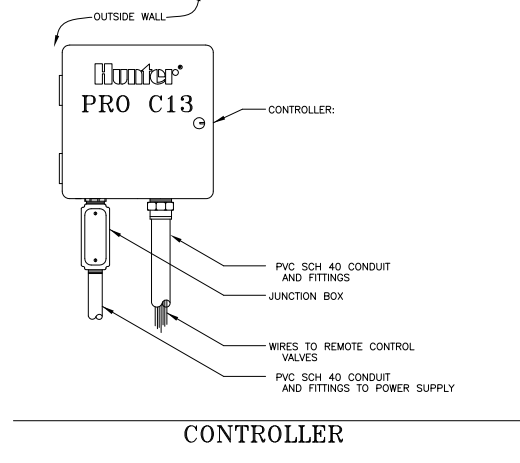 OUTSIDE WALL
Hunter®
PRO C13
CONTROLLER:
PVC SCH 40 CONDUIT
AND FITTINGS
JUNCTION BOX
WIRES TO REMOTE CONTROL
VALVES
PVC SCH 40 CONDUIT
AND FITTINGS TO POWER SUPPLY
CONTROLLER